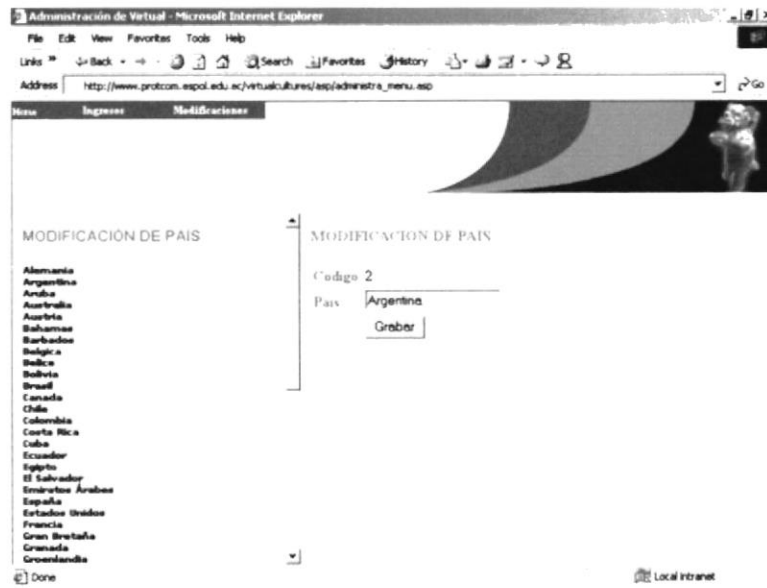 Administración de Virtual - Microsoft Internet Explorer
File Edit View Favorites Tools Help
Links » Back Search Favorites History
Address http://www.protcom.espol.edu.ec/virtualcultures/asp/administra_menu.asp Go
Menu Ingresos Modificaciones
MODIFICACIÓN DE PAÍS
Alemania
Argentina
Aruba
Australia
Austria
Bahamas
Barbados
Belgica
Belice
Bolivia
Brasil
Canada
Chile
Colombia
Costa Rica
Cuba
Ecuador
Egipto
El Salvador
Emiratos Árabes
España
Estados Unidos
Francia
Gran Bretaña
Granada
Groenlandia
MODIFICACION DE PAIS
Codigo 2
Pais Argentina
Grabar
Done Local intranet